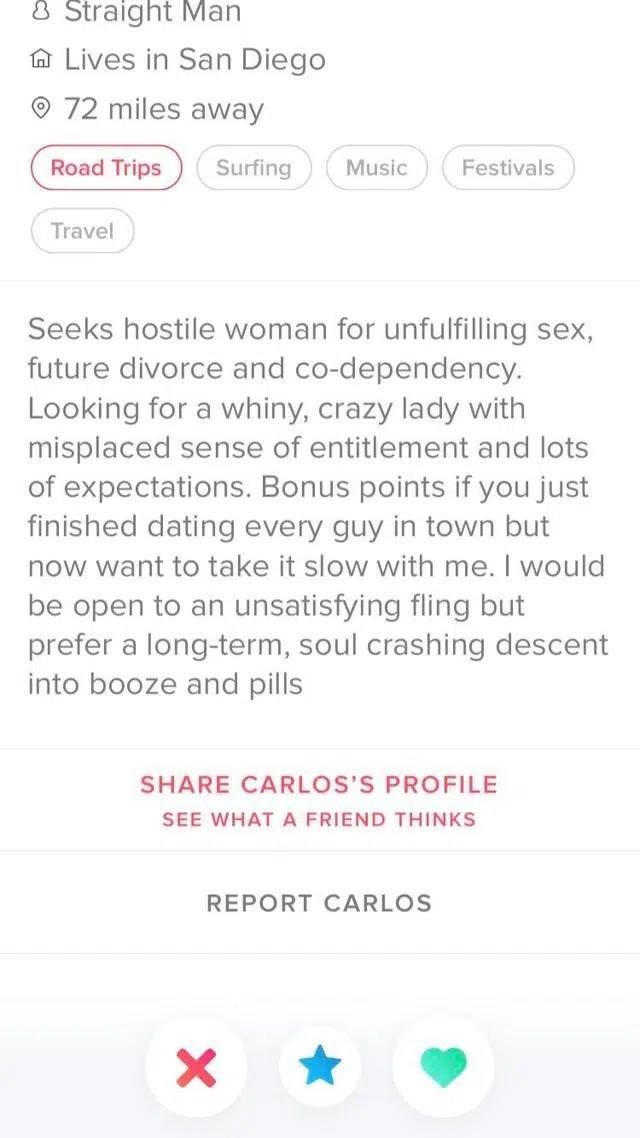 Straight Man
Lives in San Diego
72 miles away
Road Trips Surfing Music Festivals
Travel
Seeks hostile woman for unfulfilling sex,
future divorce and co-dependency.
Looking for a whiny, crazy lady with
misplaced sense of entitlement and lots
of expectations. Bonus points if you just
finished dating every guy in town but
now want to take it slow with me. I would
be open to an unsatisfying fling but
prefer a long-term, soul crashing descent
into booze and pills
SHARE CARLOS’S PROFILE
SEE WHAT A FRIEND THINKS
REPORT CARLOS